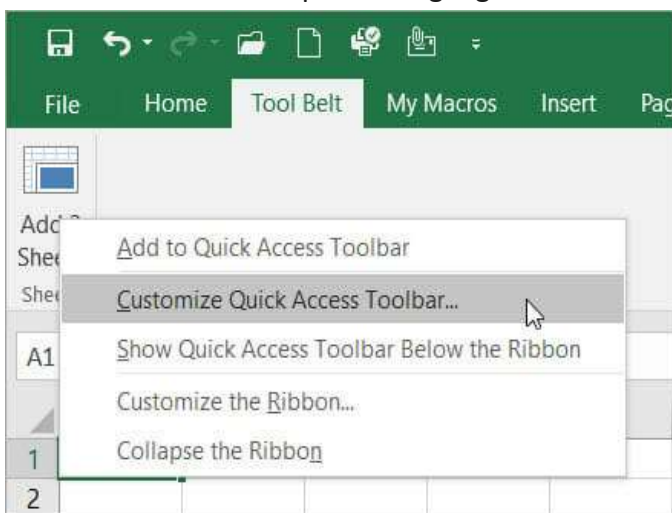 File Home Tool Belt My Macros Insert
Add
Add to Quick Access Toolbar
Customize Quick Access Toolbar...
Show Quick Access Toolbar Below the Ribbon
A1
Customize the Ribbon...
Collapse the Ribbon
1
2